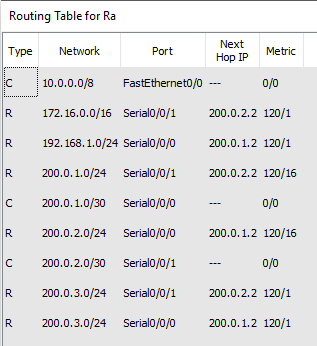 Routing Table for Ra
Type Network Port Next Hop IP Metric
C 10.0.0.0/8 FastEthernet0/0 --- 0/0
R 172.16.0.0/16 Serial0/0/1 200.0.2.2 120/1
R 192.168.1.0/24 Serial0/0/0 200.0.1.2 120/1
R 200.0.1.0/24 Serial0/0/1 200.0.2.2 120/16
C 200.0.1.0/30 Serial0/0/0 --- 0/0
R 200.0.2.0/24 Serial0/0/0 200.0.1.2 120/16
C 200.0.2.0/30 Serial0/0/1 --- 0/0
R 200.0.3.0/24 Serial0/0/1 200.0.2.2 120/1
R 200.0.3.0/24 Serial0/0/0 200.0.1.2 120/1